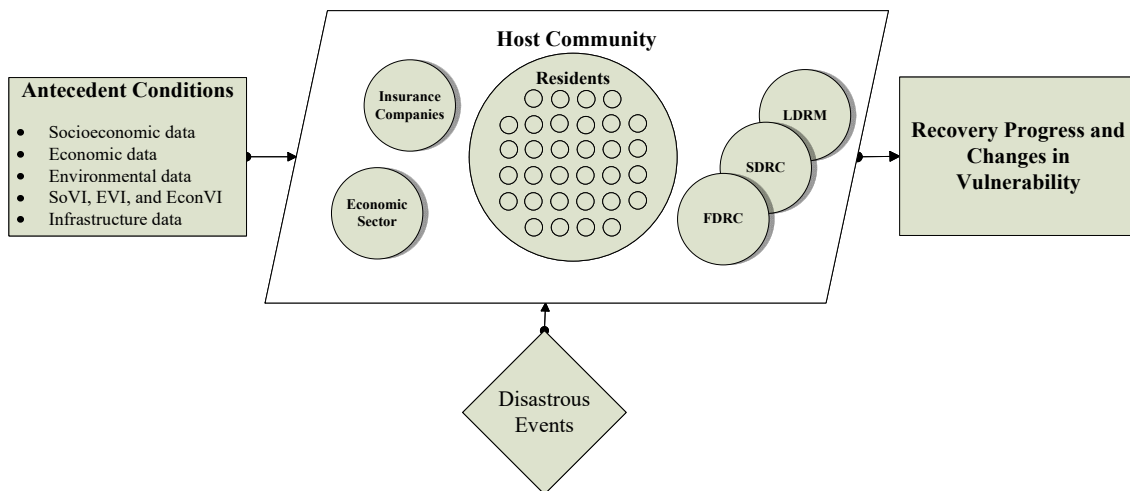 Host Community
Antecedent Conditions
• Socioeconomic data
• Economic data
• Environmental data
• SoVI, EVI, and EconVI
• Infrastructure data
Insurance
Companies
Economic
Sector
Residents
LDRM
SDRC
FDRC
Recovery Progress and
Changes in
Vulnerability
Disastrous
Events